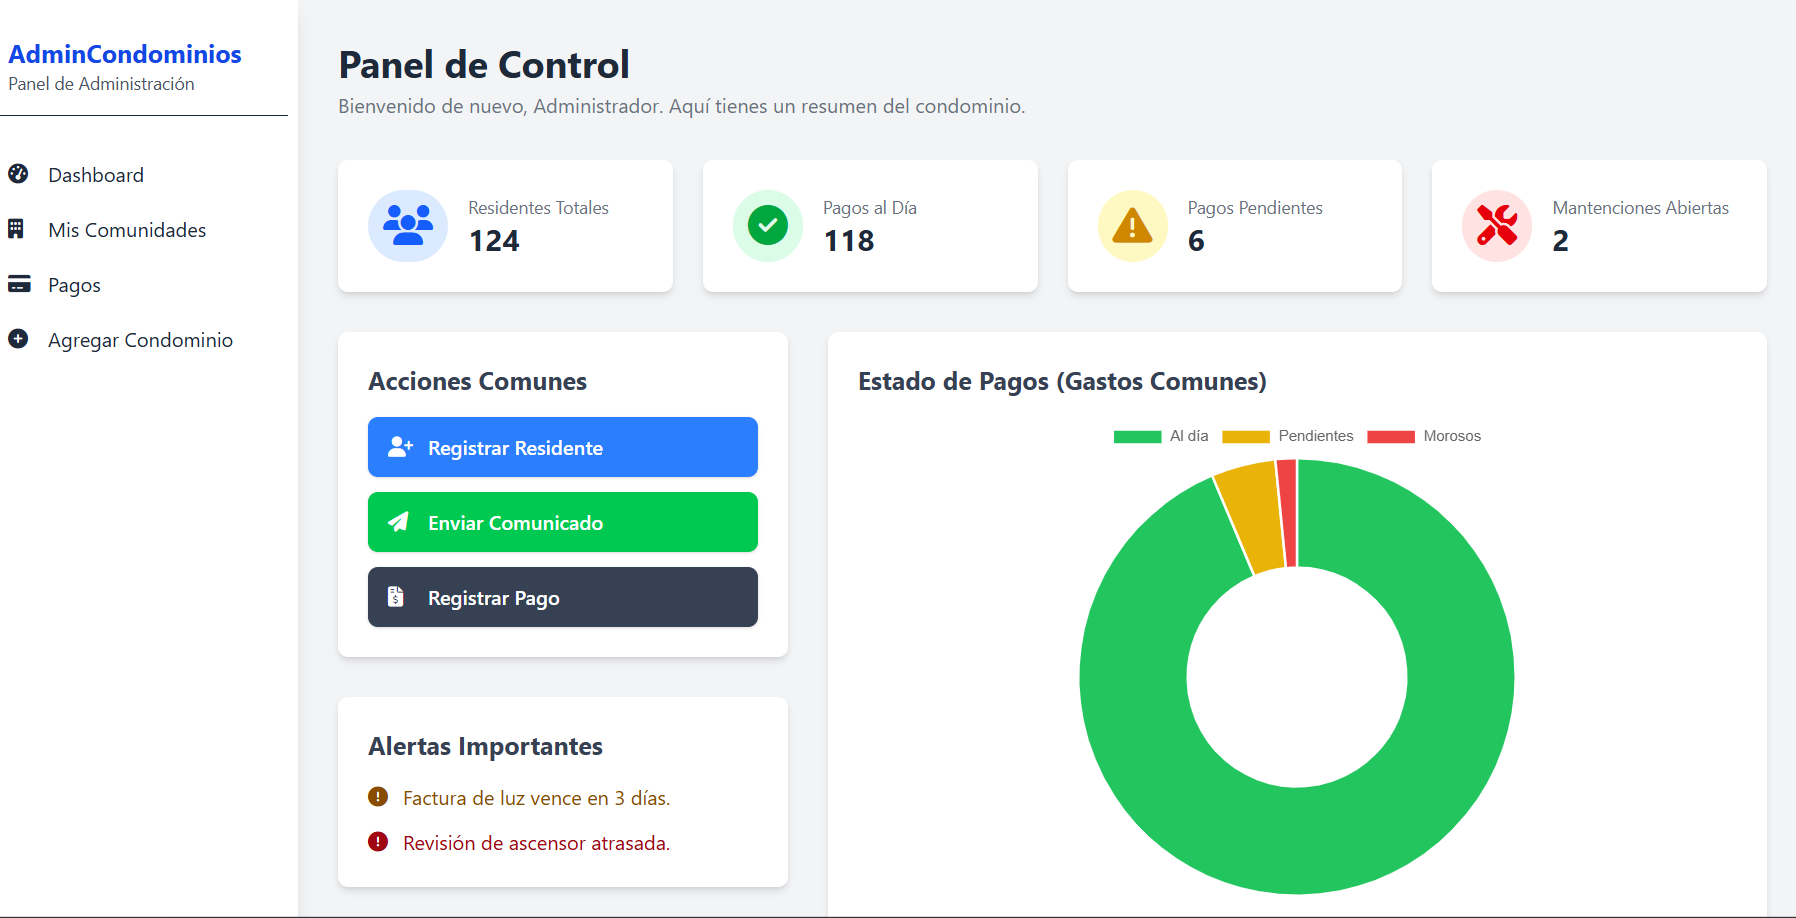 AdminCondominios
Panel de Administración
Dashboard
Mis Comunidades
Pagos
Agregar Condominio
Panel de Control
Bienvenido de nuevo, Administrador. Aquí tienes un resumen del condominio.
Residentes Totales
124
Pagos al Día
118
Pagos Pendientes
6
Mantenciones Abiertas
2
Acciones Comunes
Registrar Residente
Enviar Comunicado
Registrar Pago
Alertas Importantes
Factura de luz vence en 3 días.
Revisión de ascensor atrasada.
Estado de Pagos (Gastos Comunes)
Al día Pendientes Morosos